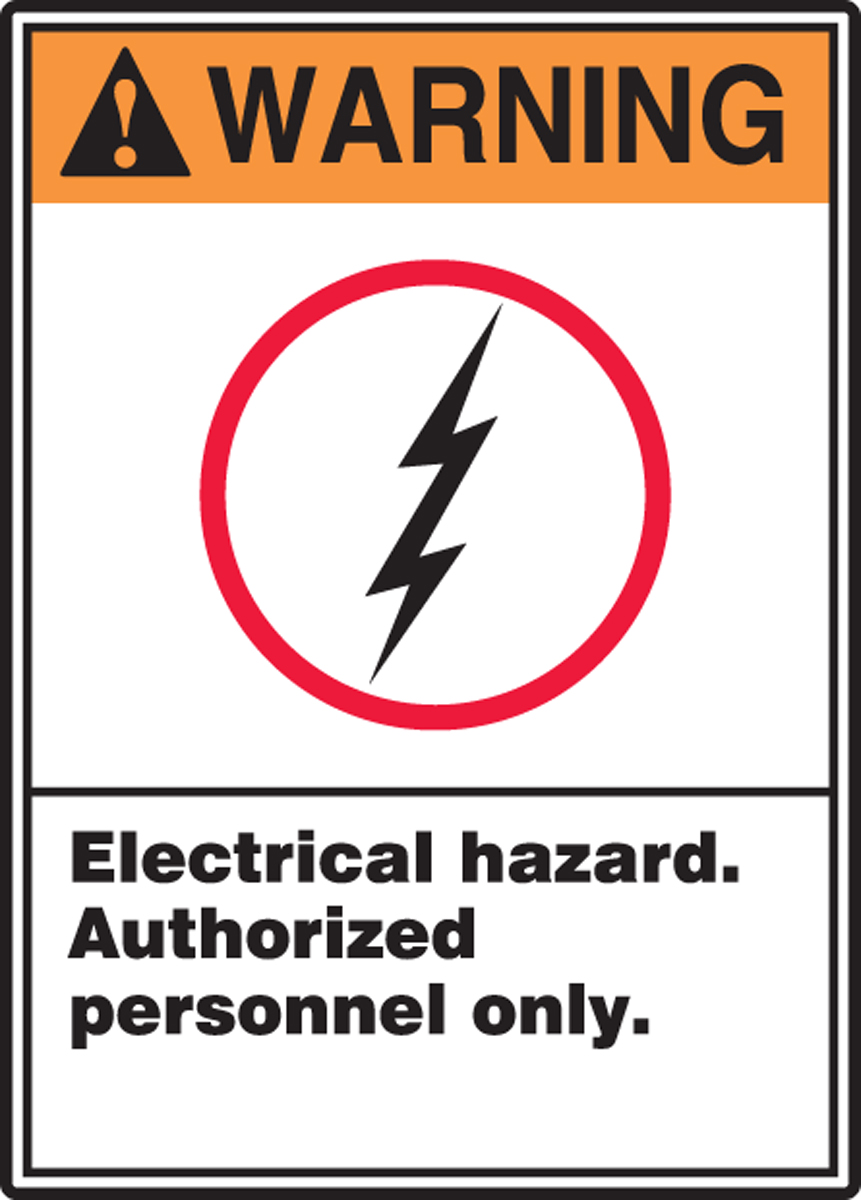 WARNING
Electrical hazard.
Authorized
personnel only.